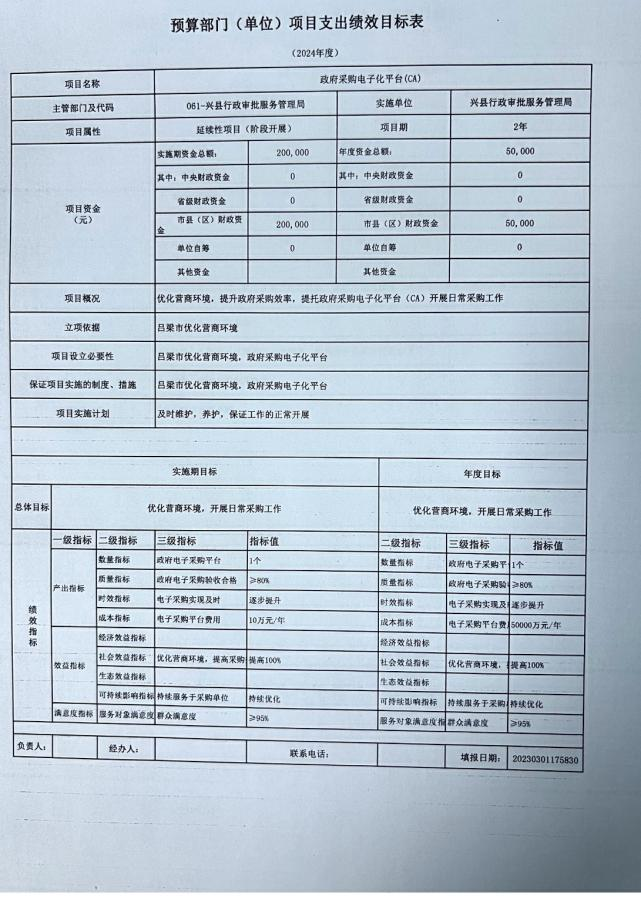 预算部门（单位）项目支出绩效目标表
（2024年度）
项目名称 政府采购电子化平台(CA)
主管部门及代码 061-兴县行政审批服务管理局 实施单位 兴县行政审批服务管理局
项目属性 延续性项目（阶段开展） 项目期 2年
项目资金（元） 实施期资金总额： 200,000 年度资金总额： 50,000
其中：中央财政资金 0 其中：中央财政资金 0
省级财政资金 0 省级财政资金 0
市县（区）财政资金 200,000 市县（区）财政资金 50,000
单位自筹 0 单位自筹 0
其他资金 其他资金
项目概况 优化营商环境，提升政府采购效率，提托政府采购电子化平台（CA）开展日常采购工作
立项依据 吕梁市优化营商环境
项目设立必要性 吕梁市优化营商环境，政府采购电子化平台
保证项目实施的制度、措施 吕梁市优化营商环境，政府采购电子化平台
项目实施计划 及时维护，养护，保证工作的正常开展
实施期目标 年度目标
总体目标 优化营商环境，开展日常采购工作 优化营商环境，开展日常采购工作
绩效指标 一级指标 二级指标 三级指标 指标值 二级指标 三级指标 指标值
产出指标 数量指标 政府电子采购平台 1个 数量指标 政府电子采购平 1个
质量指标 政府电子采购验收合格 ≥80% 质量指标 政府电子采购验 ≥80%
时效指标 电子采购实现及时 逐步提升 时效指标 电子采购实现及 逐步提升
成本指标 电子采购平台费用 10万元/年 成本指标 电子采购平台费 50000万元/年
效益指标 经济效益指标 经济效益指标
社会效益指标 优化营商环境，提高采购 提高100% 社会效益指标 优化营商环境， 提高100%
生态效益指标 生态效益指标
可持续影响指标 持续服务于采购单位 持续优化 可持续影响指标 持续服务于采购 持续优化
满意度指标 服务对象满意度 群众满意度 ≥95% 服务对象满意度指 群众满意度 ≥95%
负责人： 经办人： 联系电话： 填报日期： 20230301175830